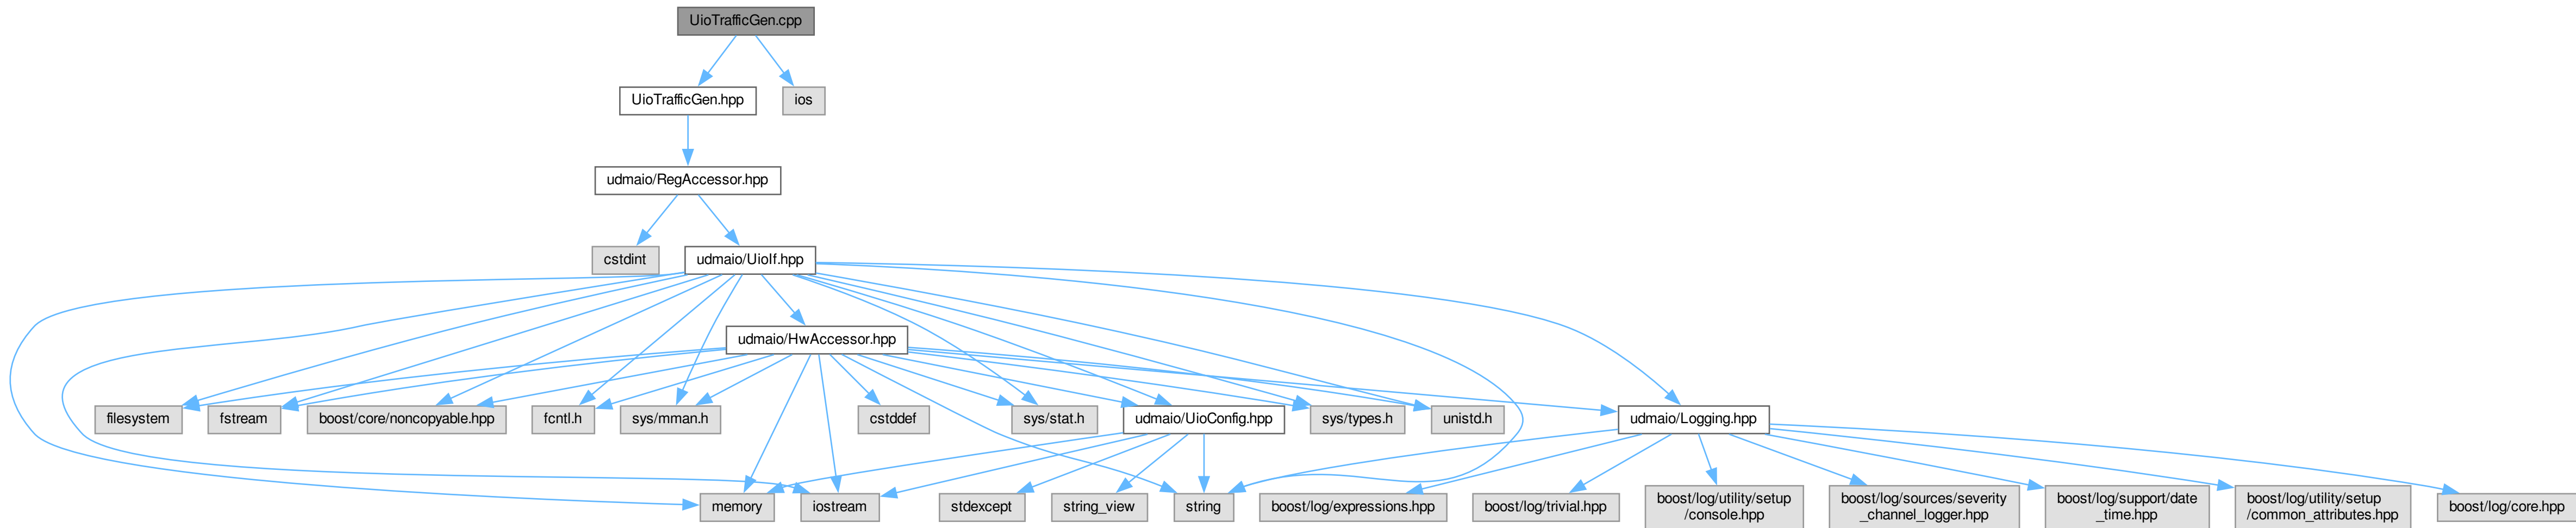 UioTrafficGen.cpp
UioTrafficGen.hpp
ios
udmaio/RegAccessor.hpp
cstdint
udmaio/UioIf.hpp
udmaio/HwAccessor.hpp
filesystem
fstream
boost/core/noncopyable.hpp
fcntl.h
sys/mman.h
cstddef
sys/stat.h
udmaio/UioConfig.hpp
sys/types.h
unistd.h
udmaio/Logging.hpp
memory
iostream
stdexcept
string_view
string
boost/log/expressions.hpp
boost/log/trivial.hpp
boost/log/utility/setup
/console.hpp
boost/log/sources/severity
_channel_logger.hpp
boost/log/support/date
_time.hpp
boost/log/utility/setup
/common_attributes.hpp
boost/log/core.hpp